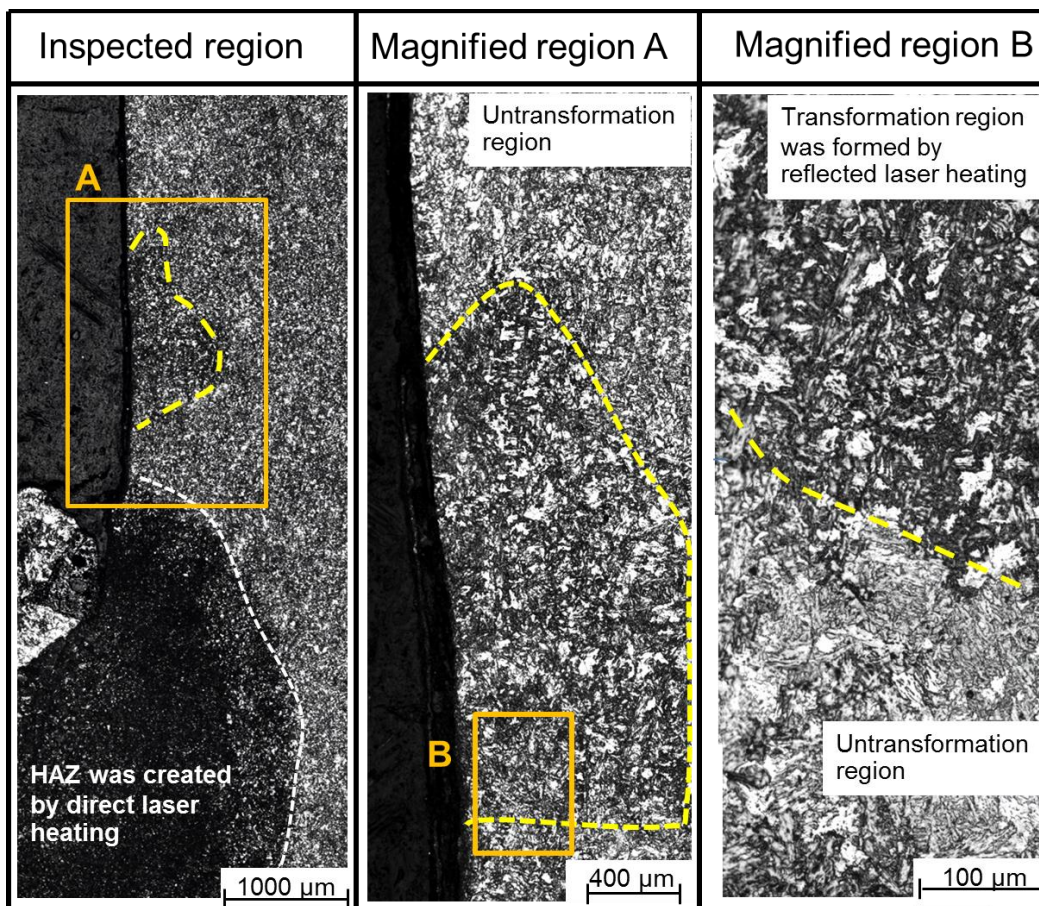 Inspected region
Magnified region A
Magnified region B
A
HAZ was created
by direct laser
heating
1000 µm
Untransformation
region
B
400 µm
Transformation region
was formed by
reflected laser heating
Untransformation
region
100 µm